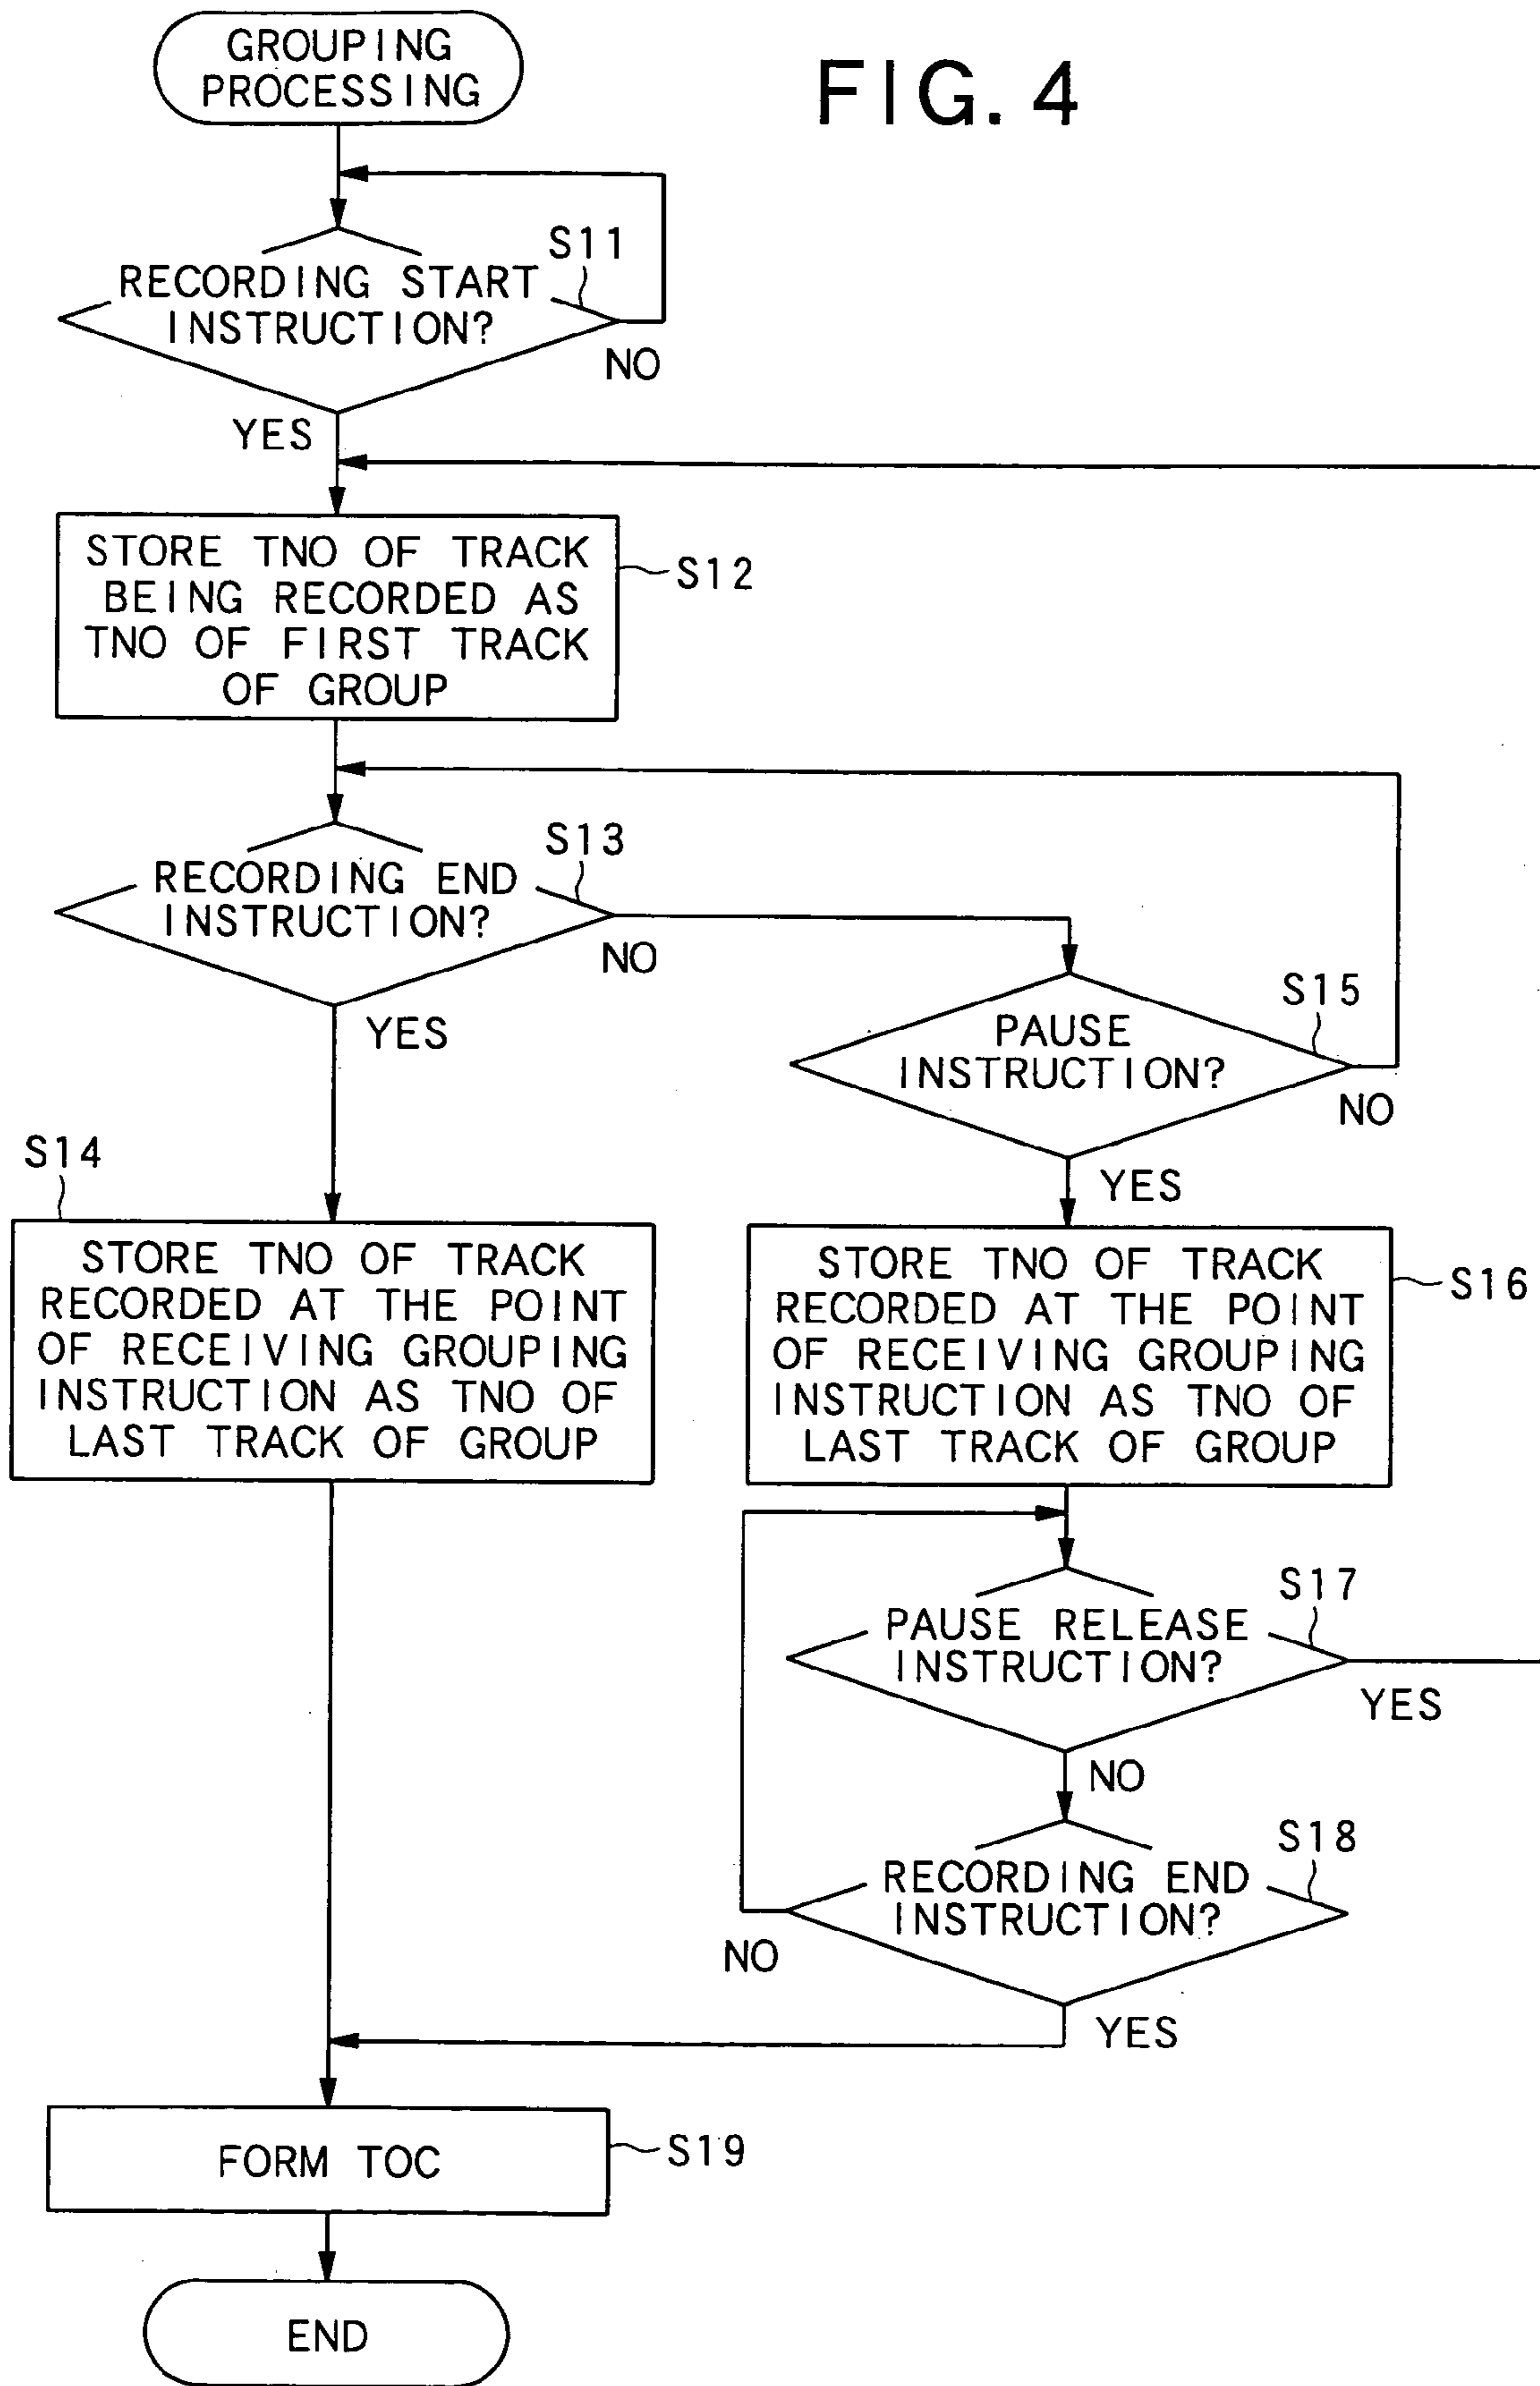 GROUPING
PROCESSING
FIG. 4
S11
RECORDING START
INSTRUCTION?
NO
YES
STORE TNO OF TRACK
BEING RECORDED AS
TNO OF FIRST TRACK
OF GROUP
S12
S13
RECORDING END
INSTRUCTION?
NO
YES
S15
PAUSE
INSTRUCTION?
NO
YES
S14
STORE TNO OF TRACK
RECORDED AT THE POINT
OF RECEIVING GROUPING
INSTRUCTION AS TNO OF
LAST TRACK OF GROUP
STORE TNO OF TRACK
RECORDED AT THE POINT
OF RECEIVING GROUPING
INSTRUCTION AS TNO OF
LAST TRACK OF GROUP
S16
S17
PAUSE RELEASE
INSTRUCTION?
YES
NO
S18
RECORDING END
INSTRUCTION?
NO
YES
FORM TOC
S19
END